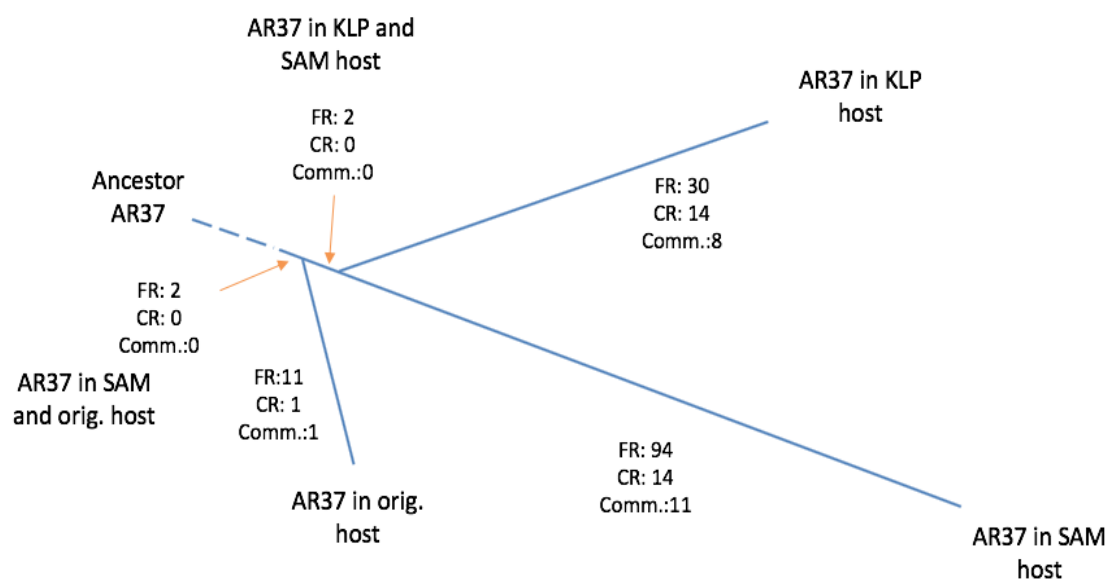 AR37 in KLP and
SAM host
FR: 2
CR: 0
Comm.:0
AR37 in KLP
host
FR: 30
CR: 14
Comm.:8
Ancestor
AR37
FR: 2
CR: 0
Comm.:0
AR37 in SAM
and orig. host
FR:11
CR: 1
Comm.:1
AR37 in orig.
host
FR: 94
CR: 14
Comm.:11
AR37 in SAM
host